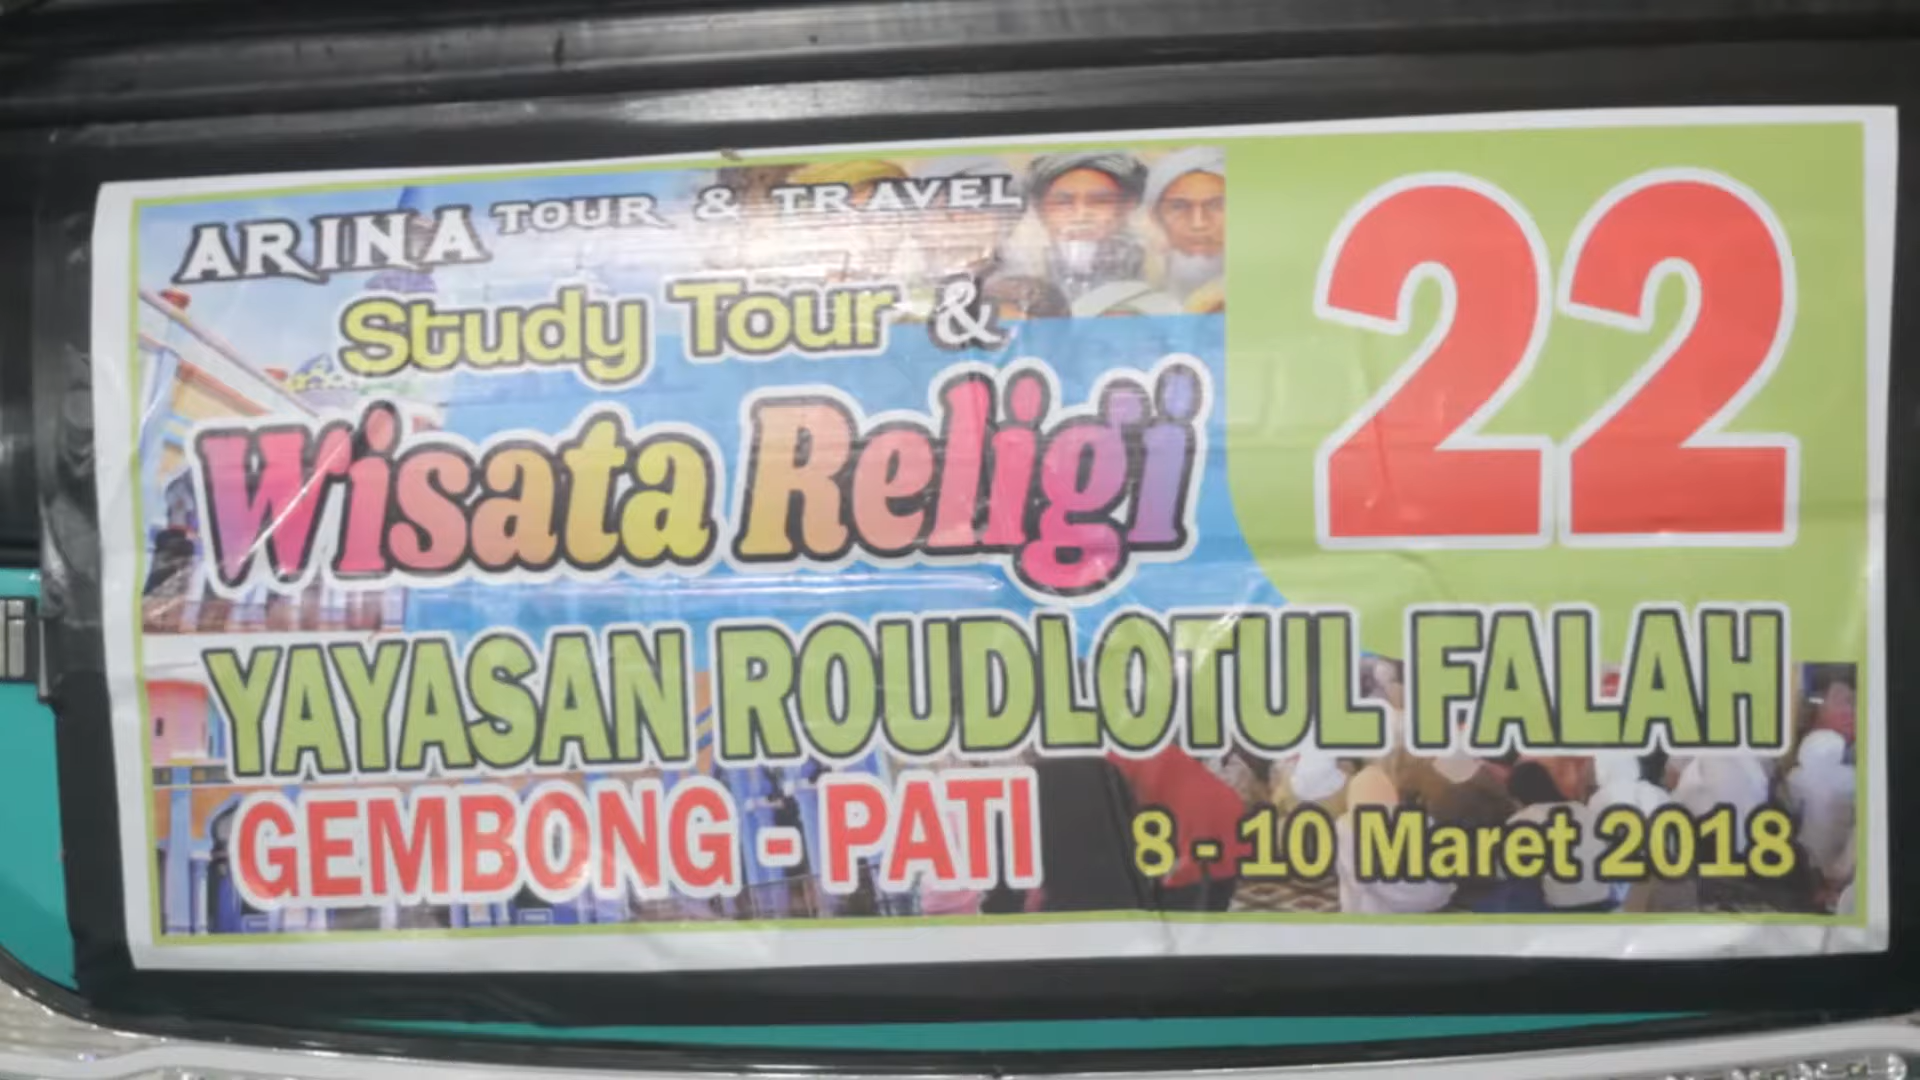 ARINA TOUR & TRAVEL
Study Tour &
Wisata Religi
22
YAYASAN ROUDLOTUL FALAH
GEMBONG - PATI
8 - 10 Maret 2018